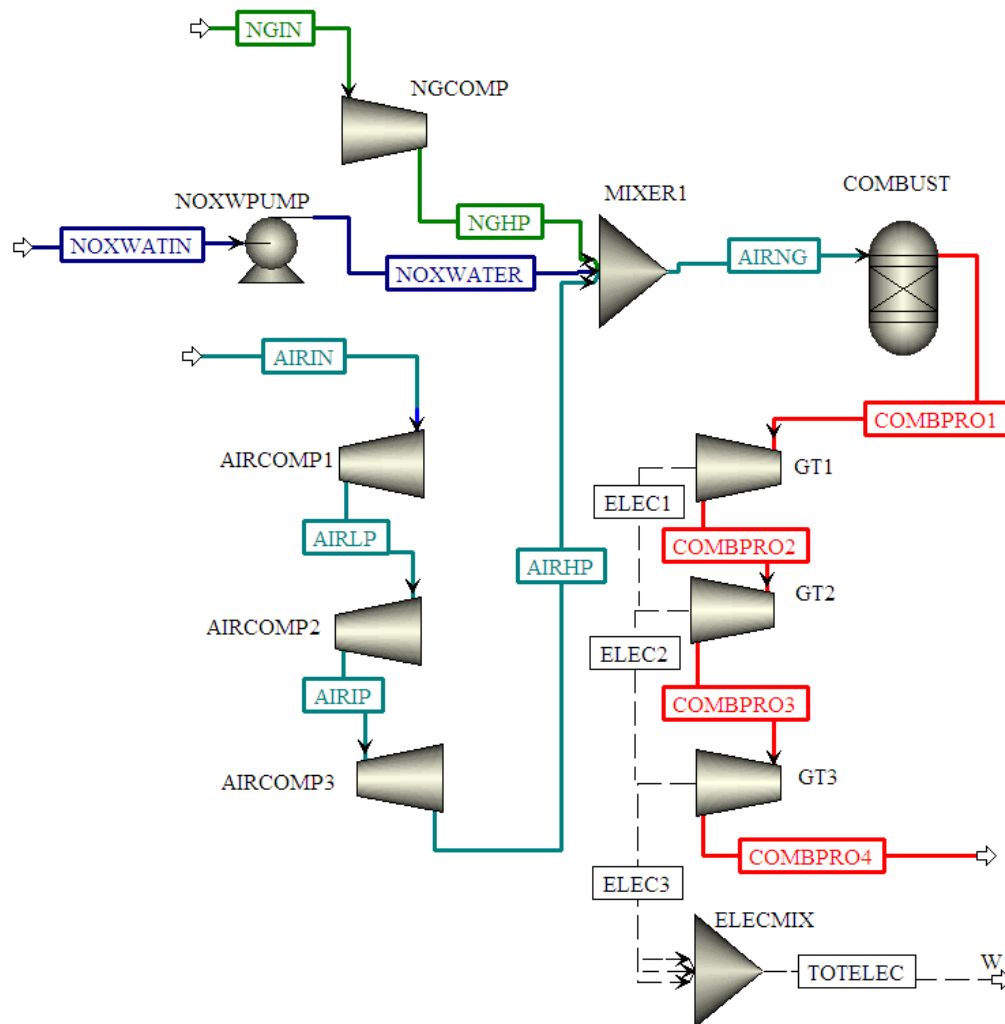 NGIN
NGCOMP
NOXWPUMP
MIXER1
COMBUST
NGHP
NOXWATIN
AIRNG
NOXWATER
AIRIN
COMBPRO1
AIRCOMP1
GT1
ELEC1
AIRLP
COMBPRO2
AIRHP
GT2
AIRCOMP2
ELEC2
AIRIP
COMBPRO3
AIRCOMP3
GT3
COMBPRO4
ELEC3
ELECMIX
TOTELEC
W